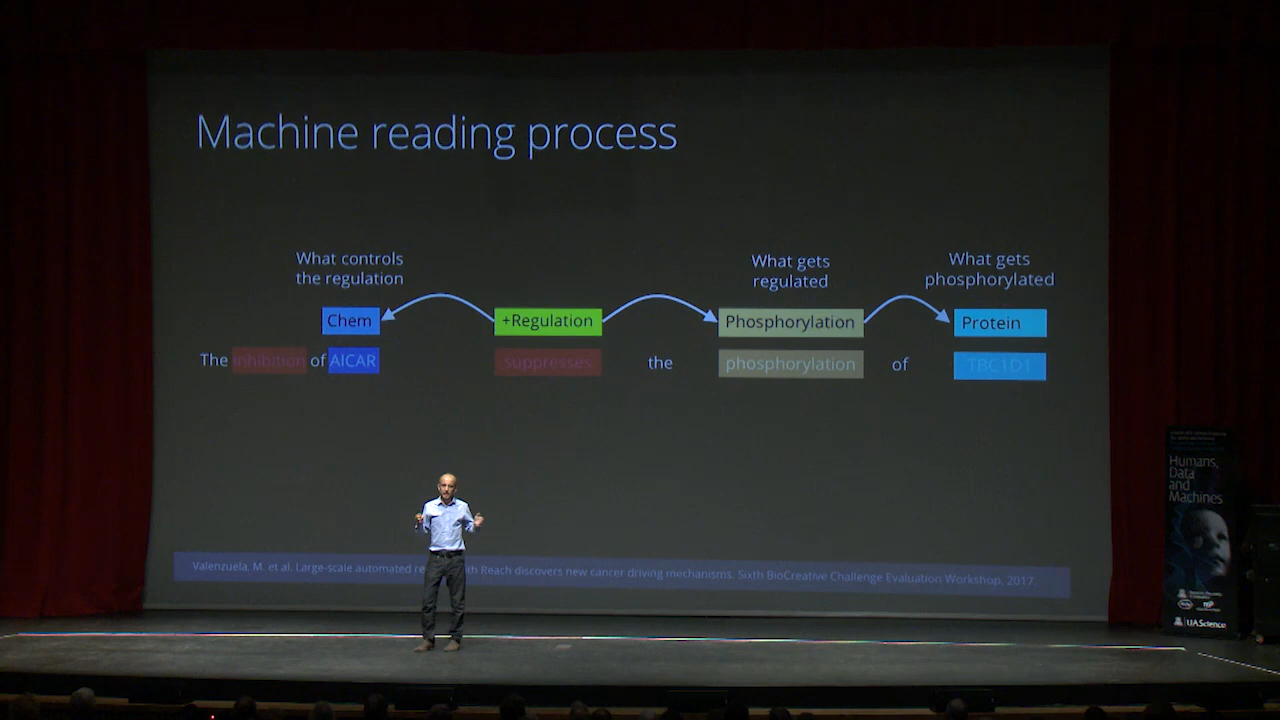 Machine reading process
What controls
the regulation
What gets
regulated
What gets
phosphorylated
Chem
+Regulation
Phosphorylation
Protein
The inhibition of AICAR suppresses the phosphorylation of TBC1D1
Valenzuela, M. et al. Large-scale automated Reach discovers new cancer driving mechanisms. Sixth BioCreative Challenge Evaluation Workshop, 2017.
Humans,
Data
and
Machines
UA Science